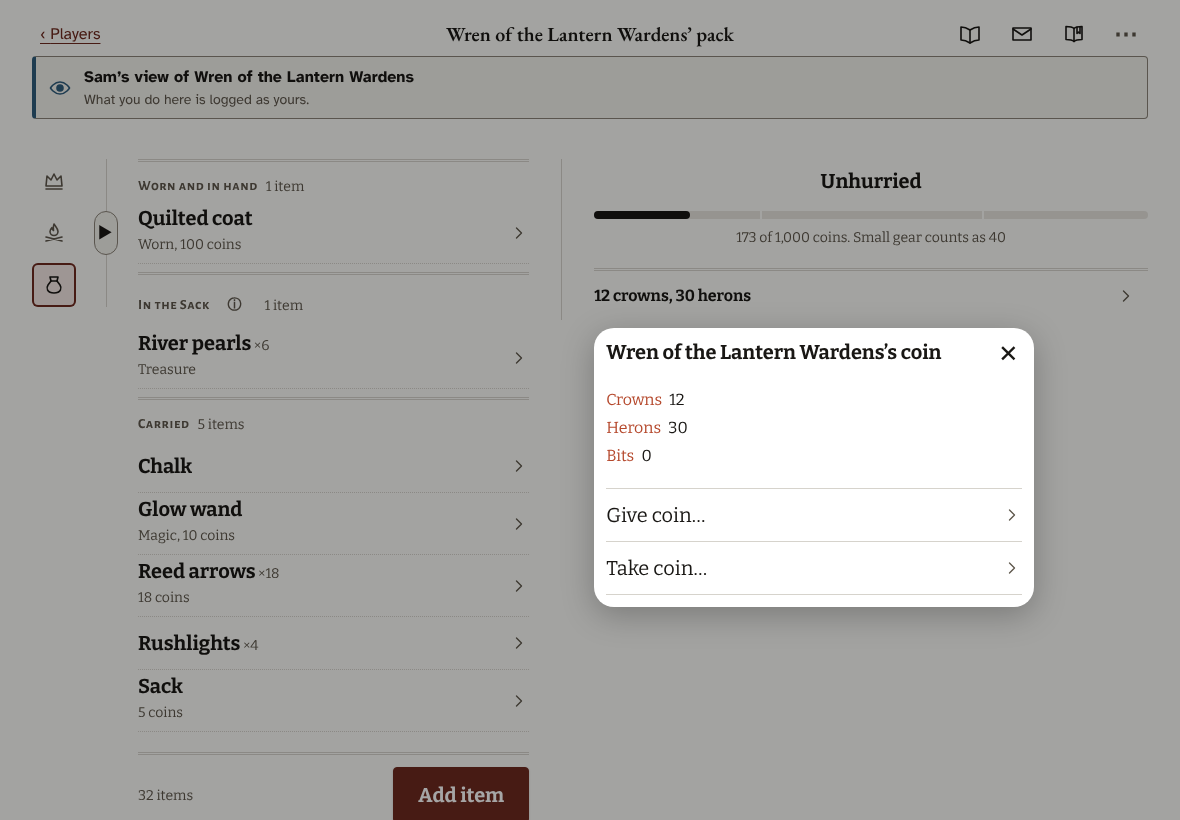 ‹ Players
Wren of the Lantern Wardens’ pack
Sam’s view of Wren of the Lantern Wardens
What you do here is logged as yours.
Worn and in hand 1 item
Quilted coat
Worn, 100 coins
In the Sack 1 item
River pearls ×6
Treasure
Carried 5 items
Chalk
Glow wand
Magic, 10 coins
Reed arrows ×18
18 coins
Rushlights ×4
Sack
5 coins
32 items
Add item
Unhurried
173 of 1,000 coins. Small gear counts as 40
12 crowns, 30 herons
Wren of the Lantern Wardens’s coin
Crowns 12
Herons 30
Bits 0
Give coin...
Take coin...